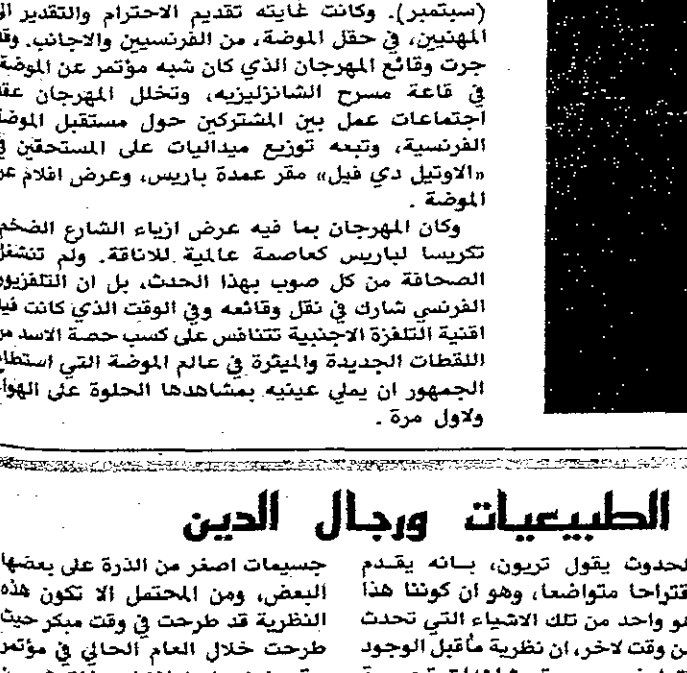 (سبتمبر). وكانت غايته تقديم الاحترام والتقدير الى
المهنيين، في حقل الموضة، من الفرنسيين والاجانب. وقد
جرت وقائع المهرجان الذي كان شبه مؤتمر عن الموضة
في قاعة مسرح الشانزليزيه، وتخلل المهرجان عقد
اجتماعات عمل بين المشتركين حول مستقبل الموضة
الفرنسية، وتبعه توزيع ميداليات على المستحقين في
«الاوتيل دي فيل» مقر عمدة باريس، وعرض افلام عن
الموضة .
وكان المهرجان بما فيه عرض ازياء الشارع الضخم
تكريسا لباريس كعاصمة عالمية للاناقة. ولم تنشغل
الصحافة من كل صوب بهذا الحدث، بل ان التلفزيون
الفرنسي شارك في نقل وقائعه وفي الوقت الذي كانت فيه
اقنية التلفزة الاجنبية تتنافس على كسب حصة الاسد من
اللقطات الجديدة والميثرة في عالم الموضة التي استطاع
الجمهور ان يملي عينيه بمشاهدها الحلوة على الهواء
ولاول مرة .
الطبيعيات ورجال الدين
الحدوث يقول تريون، بانه يقدم
قتراحا متواضعا، وهو ان كوننا هذا
هو واحد من تلك الاشياء التي تحدث
من وقت لاخر، ان نظرية ماقبل الوجود
جسيمات اصغر من الذرة على بعضها
البعض، ومن المحتمل الا تكون هذه
النظرية قد طرحت في وقت مبكر حيث
طرحت خلال العام الحالي في مؤتمر